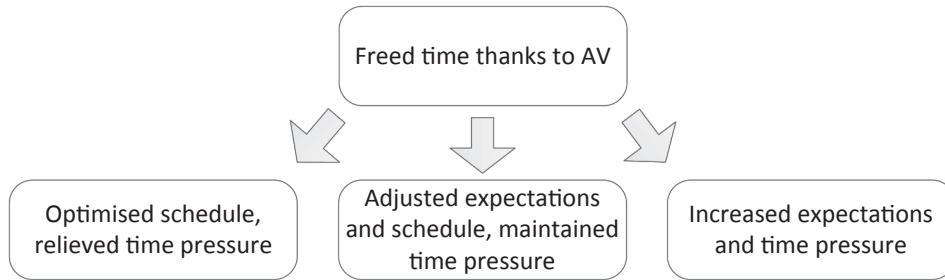 Freed time thanks to AV
Optimised schedule,
relieved time pressure
Adjusted expectations
and schedule, maintained
time pressure
Increased expectations
and time pressure